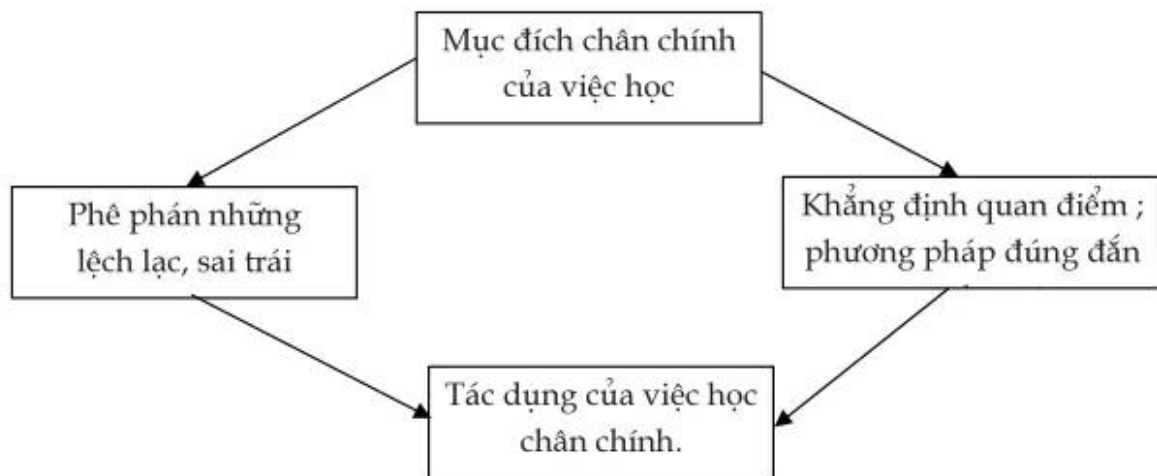 Mục đích chân chính
của việc học
Phê phán những
lệch lạc, sai trái
Khẳng định quan điểm ;
phương pháp đúng đắn
Tác dụng của việc học
chân chính.